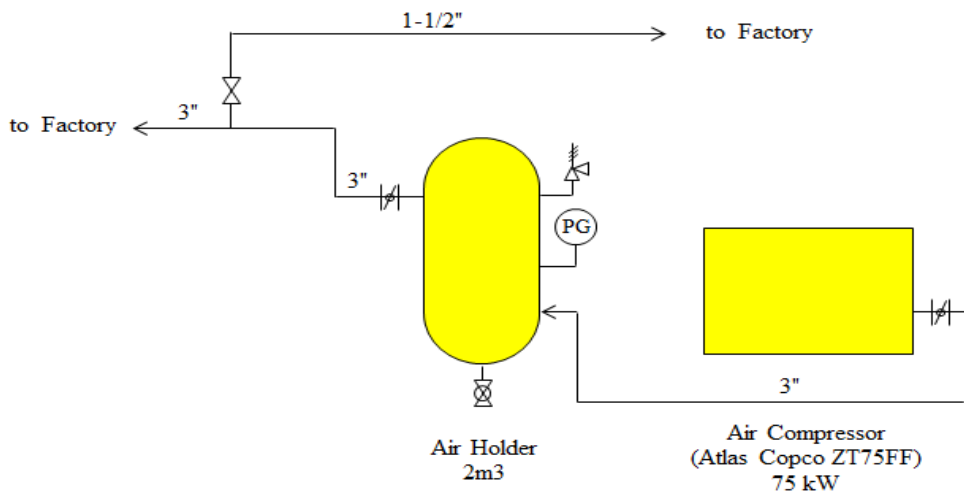 1-1/2"
to Factory
3"
to Factory
3"
PG
3"
Air Holder
2m3
Air Compressor
(Atlas Copco ZT75FF)
75 kW